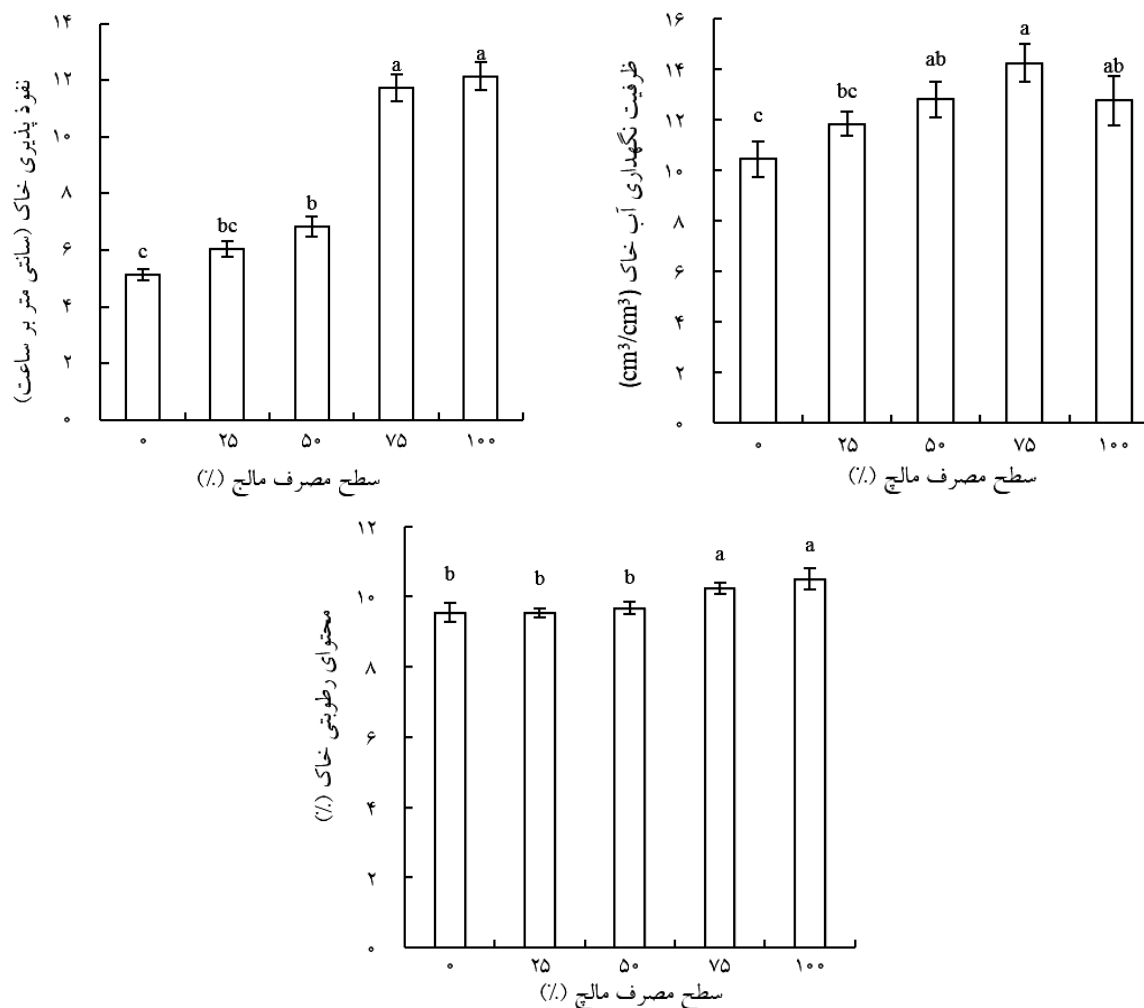 نفوذ پذیری خاک (سانتی متر بر ساعت)
۱۴
۱۲
۱۰
۸
۶
۴
۲
۰
c
bc
b
a
a
۰ ۲۵ ۵۰ ۷۵ ۱۰۰
سطح مصرف مالچ (٪)
ظرفیت نگهداری آب خاک (cm³/cm³)
۱۶
۱۴
۱۲
۱۰
۸
۶
۴
۲
۰
c
bc
ab
a
ab
۰ ۲۵ ۵۰ ۷۵ ۱۰۰
سطح مصرف مالچ (٪)
محتوای رطوبتی خاک (٪)
۱۲
۱۰
۸
۶
۴
۲
۰
b
b
b
a
a
۰ ۲۵ ۵۰ ۷۵ ۱۰۰
سطح مصرف مالچ (٪)